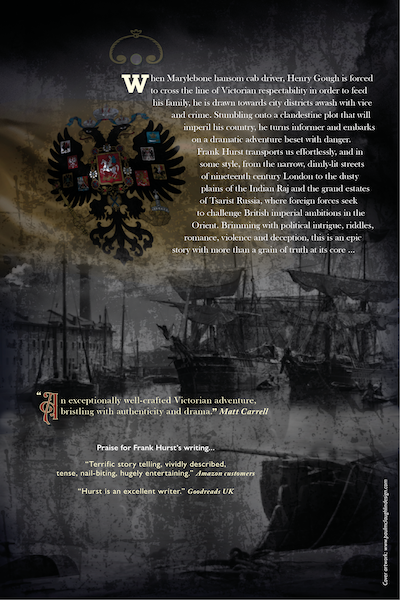 When Marylebone hansom cab driver, Henry Gough is forced
to cross the line of Victorian respectability in order to feed
his family, he is drawn towards city districts awash with vice
and crime. Stumbling onto a clandestine plot that will
imperil his country, he turns informer and embarks
on a dramatic adventure beset with danger.
Frank Hurst transports us effortlessly, and in
some style, from the narrow, dimly-lit streets
of nineteenth century London to the dusty
plains of the Indian Raj and the grand estates
of Tsarist Russia, where foreign forces seek
to challenge British imperial ambitions in the
Orient. Brimming with political intrigue, riddles,
romance, violence and deception, this is an epic
story with more than a grain of truth at its core ...
“An exceptionally well-crafted Victorian adventure,
bristling with authenticity and drama.” Matt Carrell
Praise for Frank Hurst's writing...
“Terrific story telling, vividly described,
tense, nail-biting, hugely entertaining.” Amazon customers
“Hurst is an excellent writer.” Goodreads UK
Cover artwork: www.paulmclaughlindesign.com